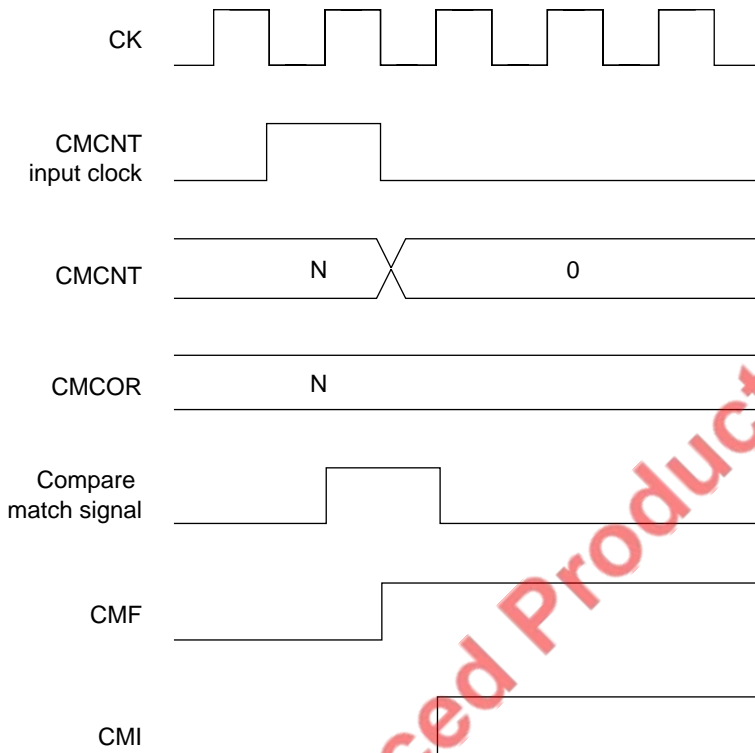 CK
CMCNT
input clock
CMCNT
N
0
CMCOR
N
Compare
match signal
CMF
CMI